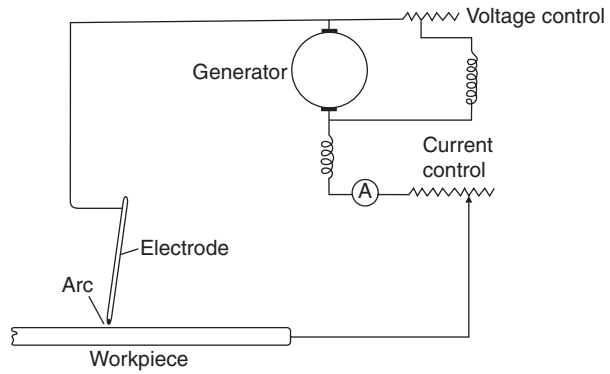 Voltage control
Generator
Current
control
A
Electrode
Arc
Workpiece